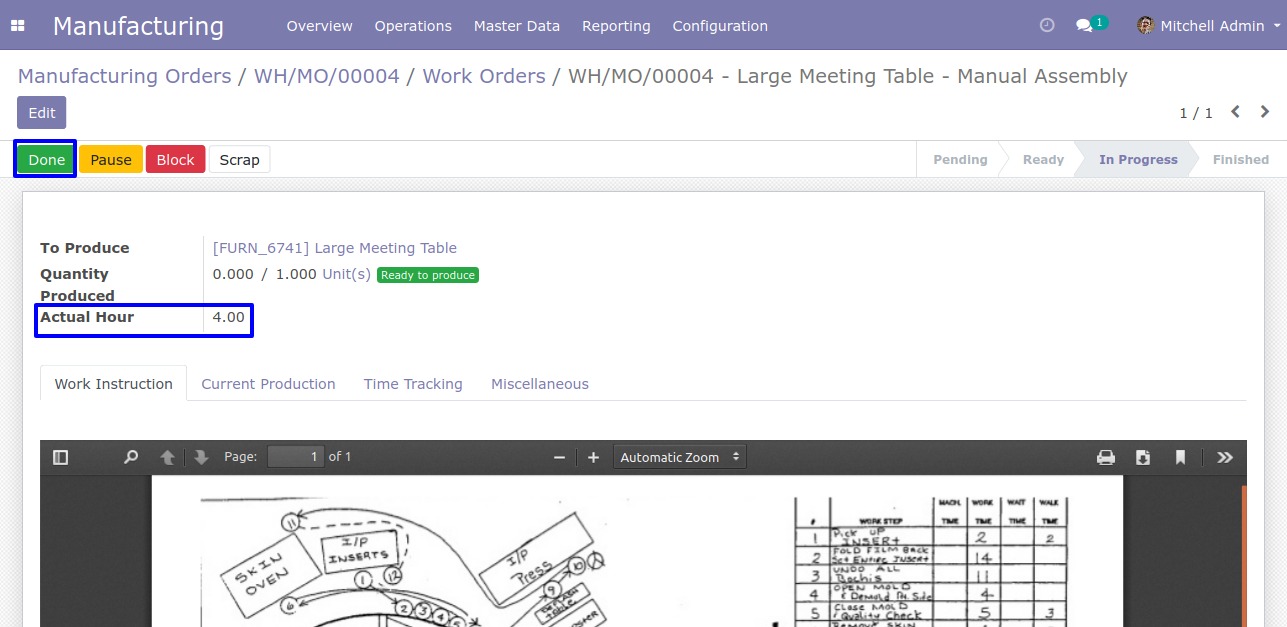 Manufacturing Overview Operations Master Data Reporting Configuration 1 Mitchell Admin
Manufacturing Orders / WH/MO/00004 / Work Orders / WH/MO/00004 - Large Meeting Table - Manual Assembly
Edit 1 / 1
Done Pause Block Scrap Pending Ready In Progress Finished
To Produce [FURN_6741] Large Meeting Table
Quantity 0.000 / 1.000 Unit(s) Ready to produce
Produced
Actual Hour 4.00
Work Instruction Current Production Time Tracking Miscellaneous
Page: 1 of 1 Automatic Zoom
MACH. WORK WAIT WALK
# WORK STEP TIME TIME TIME TIME
1 Pick UP
INSERT 2 2
2 FOLD FILM Back
Set Entire Insert 14
3 UNDO ALL
11
4 OPEN MOLD
& Demold Pt. Side 4
5 Close MOLD
Quality Check 5 3
REMOVE SKIN
11
I/P
INSERTS
SKIN
OVEN
I/P
Press
1 12
10
9
6
2 3 4 5